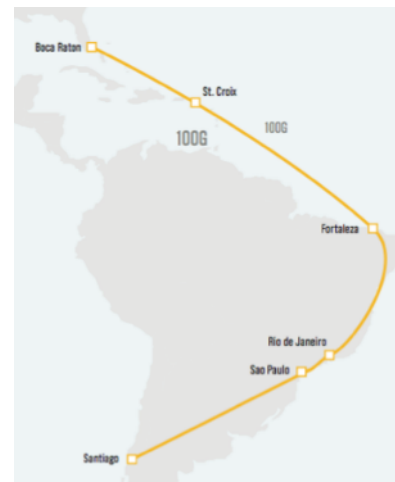 Boca Raton
St. Croix
100G
100G
Fortaleza
Rio de Janeiro
Sao Paulo
Santiago